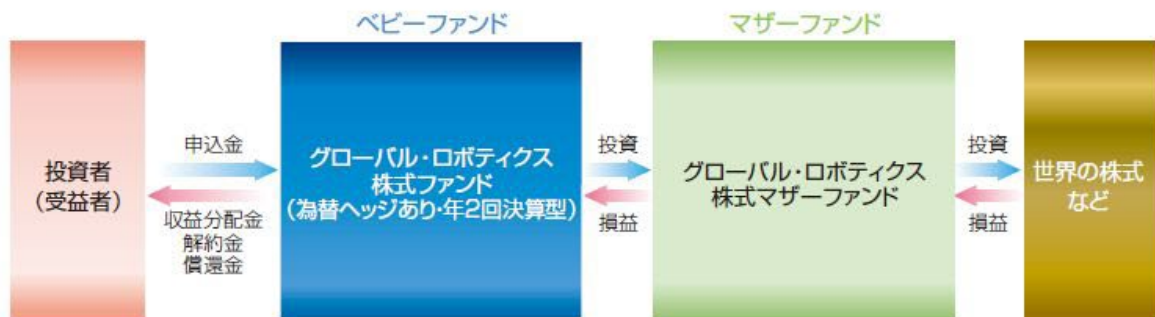 ベビーファンド
マザーファンド
投資者
（受益者）
申込金
収益分配金
解約金
償還金
グローバル・ロボティクス
株式ファンド
（為替ヘッジあり・年2回決算型）
投資
損益
グローバル・ロボティクス
株式マザーファンド
投資
損益
世界の株式
など